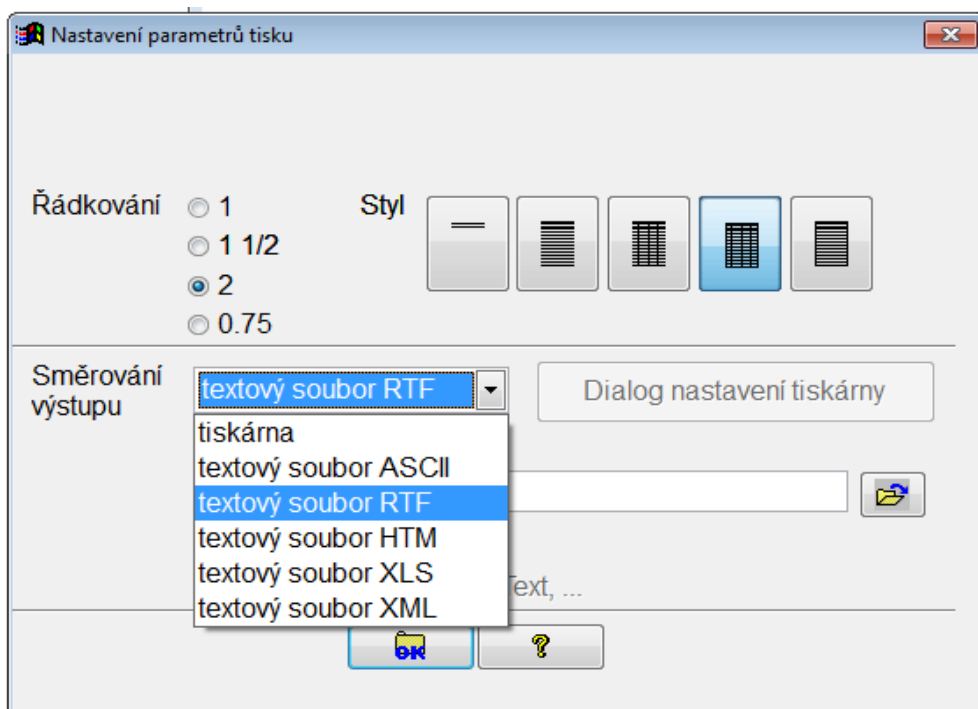 Nastavení parametrů tisku
Řádkování
1
Styl
1 1/2
2
0.75
Směrování
výstupu
textový soubor RTF
Dialog nastavení tiskárny
tiskárna
textový soubor ASCII
textový soubor RTF
textový soubor HTM
textový soubor XLS
Text, ...
textový soubor XML
OK
?